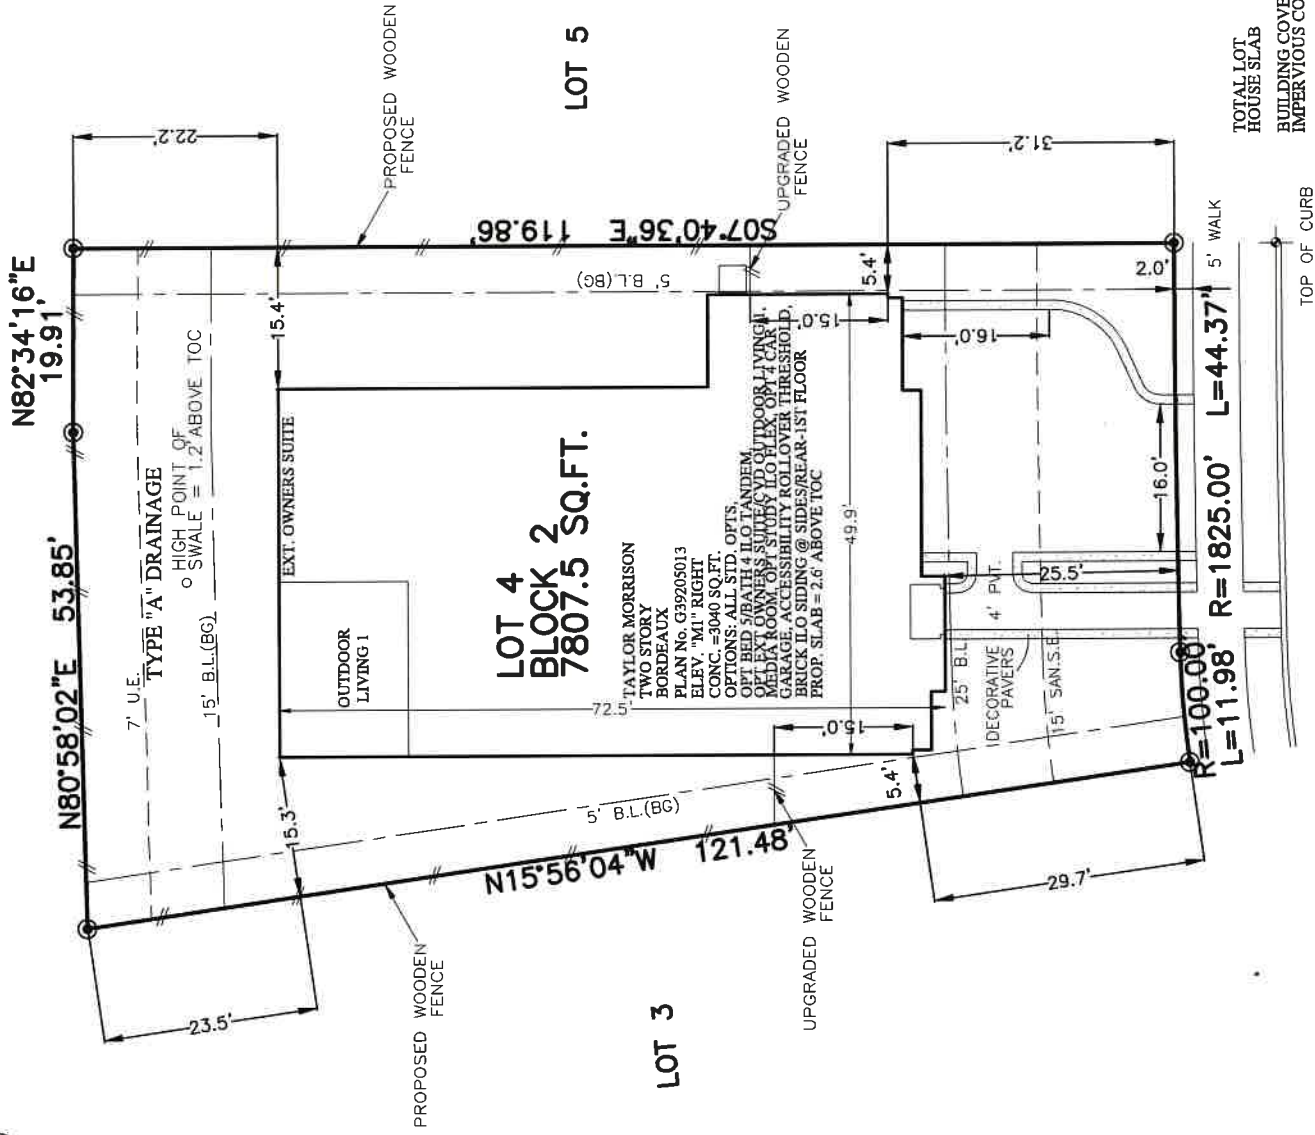 N82°34'16"E
19.91'
N80°58'02"E 53.85'
22.2'
PROPOSED WOODEN
FENCE
LOT 5
7' U.E.
TYPE "A" DRAINAGE
HIGH POINT OF
SWALE = 1.2' ABOVE TOC
15' B.L.(BG)
15.4'
5' B.L.(BG)
S07°40'36"E 119.86'
UPGRADED WOODEN
FENCE
EXT. OWNERS SUITE
OUTDOOR
LIVING 1
LOT 4
BLOCK 2
7807.5 SQ.FT.
TAYLOR MORRISON
TWO STORY
BORDEAUX
PLAN No. G39205013
ELEV. "M1" RIGHT
CONC. =3040 SQ.FT.
OPTIONS: ALL STD. OPTS,
OPT BED 5/BATH 4 ILO TANDEM,
OPT EXT. OWNERS SUITE/CVD OUTDOOR LIVING 1,
MEDIA ROOM, OPT STUDY ILO FLEX, OPT 4 CAR
GARAGE, ACCESSIBILITY ROLLOVER THRESHOLD,
BRICK ILO SIDING @ SIDES/REAR-1ST FLOOR
PROP. SLAB = 2.6' ABOVE TOC
72.5'
49.9'
15.0'
15.0'
5.4'
5.4'
31.2'
16.0'
16.0'
2.0'
25.5'
4' PVT.
25' B.L.
DECORATIVE
PAVERS
15' SAN.S.E.
15.3'
23.5'
PROPOSED WOODEN
FENCE
N15°56'04"W 121.48'
5' B.L.(BG)
LOT 3
UPGRADED WOODEN
FENCE
29.7'
R=100.00'
L=11.98'
R=1825.00' L=44.37'
5' WALK
TOP OF CURB
TOTAL LOT
HOUSE SLAB
BUILDING COVE
IMPERVIOUS CO